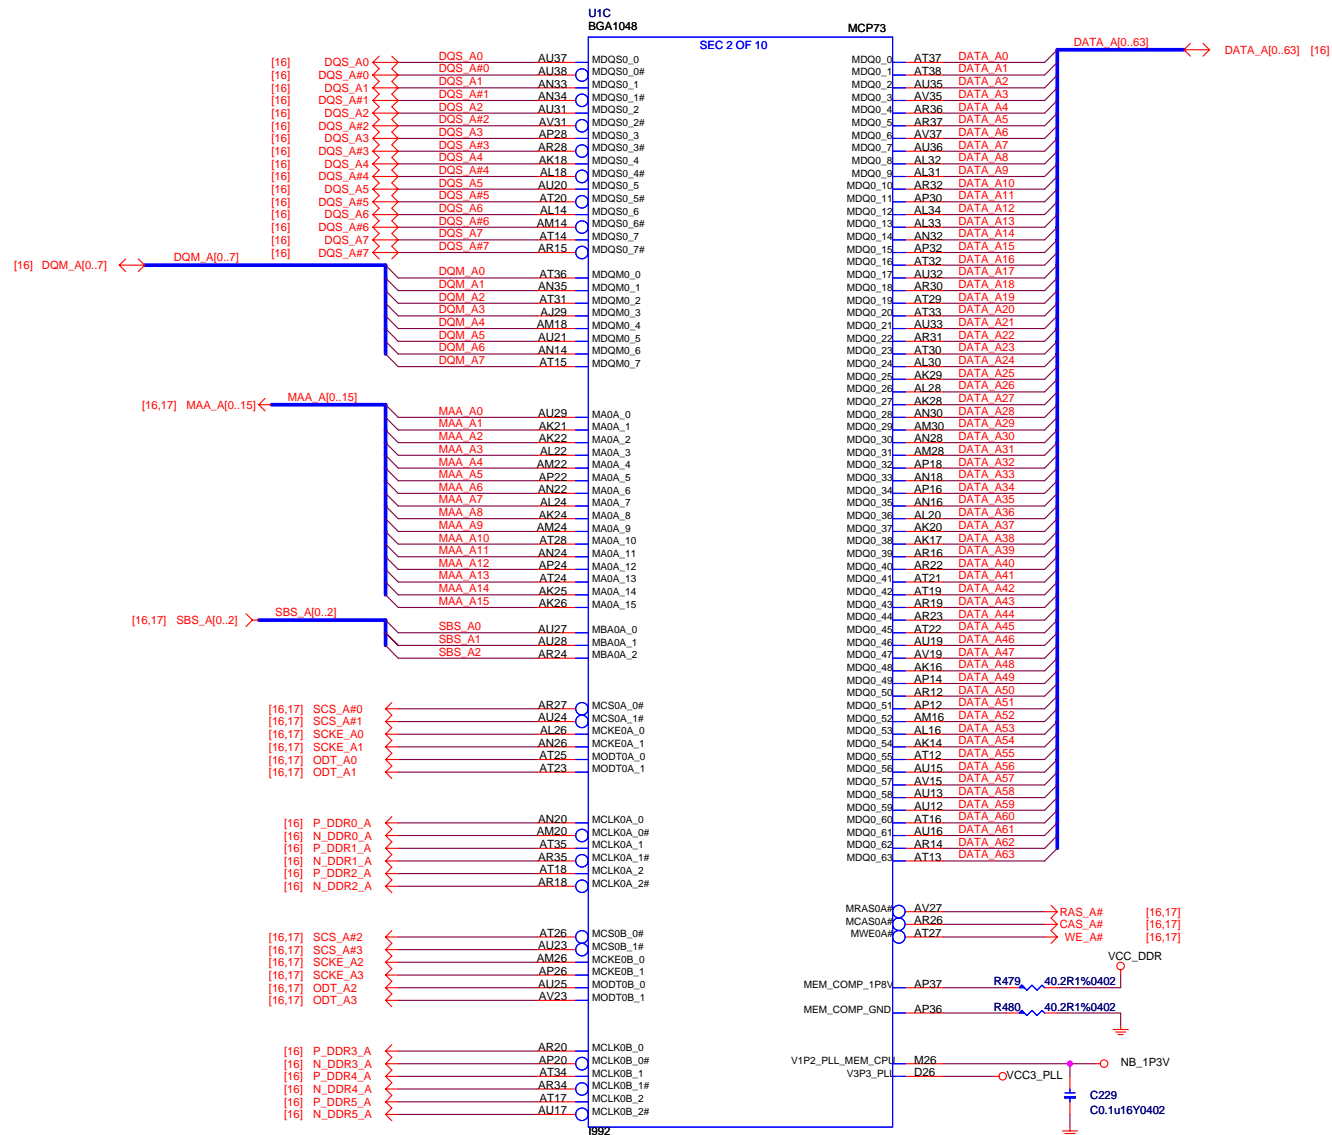 U1C
BGA1048 MCP73
SEC 2 OF 10
DATA_A[0..63] DATA_A[0..63] [16]
[16] DQS_A0 DQS_A0 AU37 MDQS0_0 MDQ0_0 AT37 DATA_A0
[16] DQS_A#0 DQS_A#0 AU38 MDQS0_0# MDQ0_1 AT38 DATA_A1
[16] DQS_A1 DQS_A1 AN33 MDQS0_1 MDQ0_2 AU35 DATA_A2
[16] DQS_A#1 DQS_A#1 AN34 MDQS0_1# MDQ0_3 AV35 DATA_A3
[16] DQS_A2 DQS_A2 AU31 MDQS0_2 MDQ0_4 AR36 DATA_A4
[16] DQS_A#2 DQS_A#2 AV31 MDQS0_2# MDQ0_5 AR37 DATA_A5
[16] DQS_A3 DQS_A3 AP28 MDQS0_3 MDQ0_6 AV37 DATA_A6
[16] DQS_A#3 DQS_A#3 AR28 MDQS0_3# MDQ0_7 AU36 DATA_A7
[16] DQS_A4 DQS_A4 AK18 MDQS0_4 MDQ0_8 AL32 DATA_A8
[16] DQS_A#4 DQS_A#4 AL18 MDQS0_4# MDQ0_9 AL31 DATA_A9
[16] DQS_A5 DQS_A5 AU20 MDQS0_5 MDQ0_10 AR32 DATA_A10
[16] DQS_A#5 DQS_A#5 AT20 MDQS0_5# MDQ0_11 AP30 DATA_A11
[16] DQS_A6 DQS_A6 AL14 MDQS0_6 MDQ0_12 AL34 DATA_A12
[16] DQS_A#6 DQS_A#6 AM14 MDQS0_6# MDQ0_13 AL33 DATA_A13
[16] DQS_A7 DQS_A7 AT14 MDQS0_7 MDQ0_14 AN32 DATA_A14
[16] DQS_A#7 DQS_A#7 AR15 MDQS0_7# MDQ0_15 AP32 DATA_A15
[16] DQM_A[0..7] DQM_A[0..7] MDQ0_16 AT32 DATA_A16
DQM_A0 AT36 MDQM0_0 MDQ0_17 AU32 DATA_A17
DQM_A1 AN35 MDQM0_1 MDQ0_18 AR30 DATA_A18
DQM_A2 AT31 MDQM0_2 MDQ0_19 AT29 DATA_A19
DQM_A3 AJ29 MDQM0_3 MDQ0_20 AT33 DATA_A20
DQM_A4 AM18 MDQM0_4 MDQ0_21 AU33 DATA_A21
DQM_A5 AU21 MDQM0_5 MDQ0_22 AR31 DATA_A22
DQM_A6 AN14 MDQM0_6 MDQ0_23 AT30 DATA_A23
DQM_A7 AT15 MDQM0_7 MDQ0_24 AL30 DATA_A24
MDQ0_25 AK29 DATA_A25
MDQ0_26 AL28 DATA_A26
[16,17] MAA_A[0..15] MAA_A[0..15] MDQ0_27 AK28 DATA_A27
MAA_A0 AU29 MA0A_0 MDQ0_28 AN30 DATA_A28
MAA_A1 AK21 MA0A_1 MDQ0_29 AM30 DATA_A29
MAA_A2 AK22 MA0A_2 MDQ0_30 AN28 DATA_A30
MAA_A3 AL22 MA0A_3 MDQ0_31 AM28 DATA_A31
MAA_A4 AM22 MA0A_4 MDQ0_32 AP18 DATA_A32
MAA_A5 AP22 MA0A_5 MDQ0_33 AN18 DATA_A33
MAA_A6 AN22 MA0A_6 MDQ0_34 AP16 DATA_A34
MAA_A7 AL24 MA0A_7 MDQ0_35 AN16 DATA_A35
MAA_A8 AK24 MA0A_8 MDQ0_36 AL20 DATA_A36
MAA_A9 AM24 MA0A_9 MDQ0_37 AK20 DATA_A37
MAA_A10 AT28 MA0A_10 MDQ0_38 AK17 DATA_A38
MAA_A11 AN24 MA0A_11 MDQ0_39 AR16 DATA_A39
MAA_A12 AP24 MA0A_12 MDQ0_40 AR22 DATA_A40
MAA_A13 AT24 MA0A_13 MDQ0_41 AT21 DATA_A41
MAA_A14 AK25 MA0A_14 MDQ0_42 AT19 DATA_A42
MAA_A15 AK26 MA0A_15 MDQ0_43 AR19 DATA_A43
[16,17] SBS_A[0..2] SBS_A[0..2] MDQ0_44 AR23 DATA_A44
SBS_A0 AU27 MBA0A_0 MDQ0_45 AT22 DATA_A45
SBS_A1 AU28 MBA0A_1 MDQ0_46 AU19 DATA_A46
SBS_A2 AR24 MBA0A_2 MDQ0_47 AV19 DATA_A47
MDQ0_48 AK16 DATA_A48
MDQ0_49 AP14 DATA_A49
MDQ0_50 AR12 DATA_A50
[16,17] SCS_A#0 AR27 MCS0A_0# MDQ0_51 AP12 DATA_A51
[16,17] SCS_A#1 AU24 MCS0A_1# MDQ0_52 AM16 DATA_A52
[16,17] SCKE_A0 AL26 MCKE0A_0 MDQ0_53 AL16 DATA_A53
[16,17] SCKE_A1 AN26 MCKE0A_1 MDQ0_54 AK14 DATA_A54
[16,17] ODT_A0 AT25 MODT0A_0 MDQ0_55 AT12 DATA_A55
[16,17] ODT_A1 AT23 MODT0A_1 MDQ0_56 AU15 DATA_A56
MDQ0_57 AV15 DATA_A57
MDQ0_58 AU13 DATA_A58
MDQ0_59 AU12 DATA_A59
[16] P_DDR0_A AN20 MCLK0A_0 MDQ0_60 AT16 DATA_A60
[16] N_DDR0_A AM20 MCLK0A_0# MDQ0_61 AU16 DATA_A61
[16] P_DDR1_A AT35 MCLK0A_1 MDQ0_62 AR14 DATA_A62
[16] N_DDR1_A AR35 MCLK0A_1# MDQ0_63 AT13 DATA_A63
[16] P_DDR2_A AT18 MCLK0A_2
[16] N_DDR2_A AR18 MCLK0A_2#
MRAS0A# AV27 RAS_A# [16,17]
MCAS0A# AR26 CAS_A# [16,17]
[16,17] SCS_A#2 AT26 MCS0B_0# MWE0A# AT27 WE_A# [16,17]
[16,17] SCS_A#3 AU23 MCS0B_1#
[16,17] SCKE_A2 AM26 MCKE0B_0 VCC_DDR
[16,17] SCKE_A3 AP26 MCKE0B_1
[16,17] ODT_A2 AU25 MODT0B_0 MEM_COMP_1P8V AP37 R479 40.2R1%0402
[16,17] ODT_A3 AV23 MODT0B_1
MEM_COMP_GND AP36 R480 40.2R1%0402
[16] P_DDR3_A AR20 MCLK0B_0
[16] N_DDR3_A AP20 MCLK0B_0# V1P2_PLL_MEM_CPU M26 NB_1P3V
[16] P_DDR4_A AT34 MCLK0B_1 V3P3_PLL D26 VCC3_PLL
[16] N_DDR4_A AR34 MCLK0B_1#
[16] P_DDR5_A AT17 MCLK0B_2 C229
[16] N_DDR5_A AU17 MCLK0B_2# C0.1u16Y0402
I992